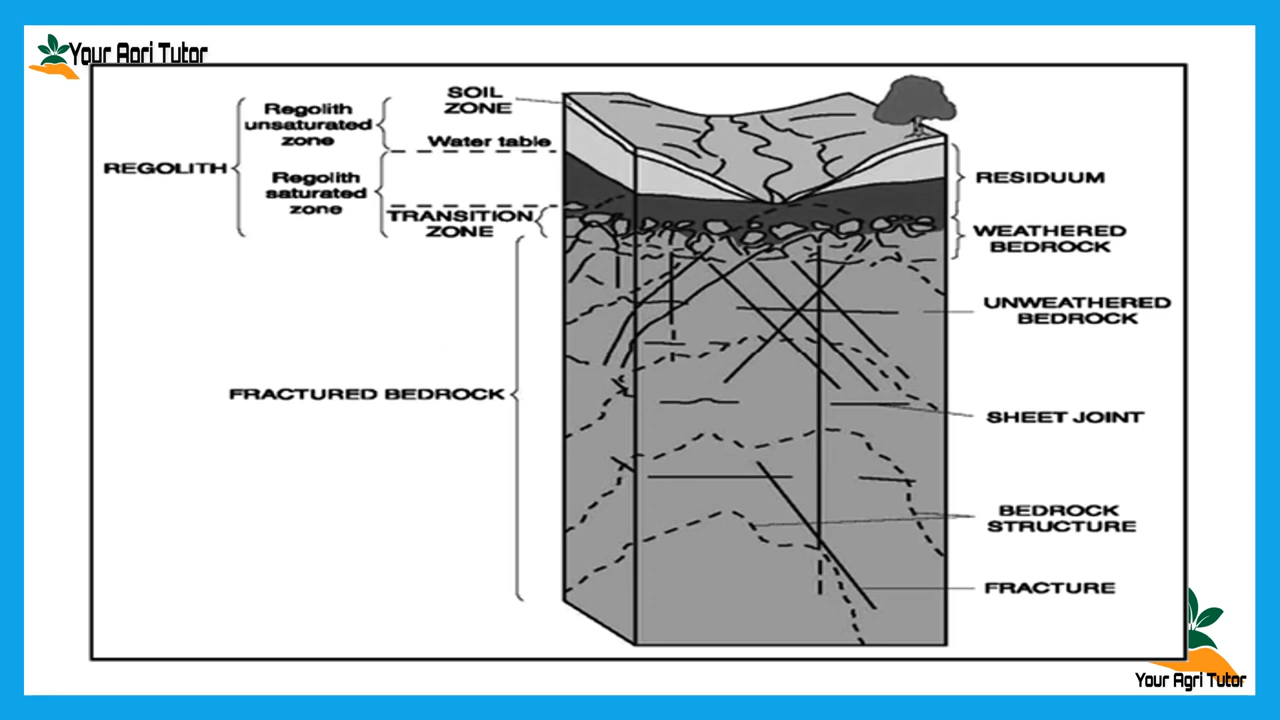 Your Agri Tutor
SOIL
ZONE
Regolith
unsaturated
zone
Water table
REGOLITH
Regolith
saturated
zone
TRANSITION
ZONE
FRACTURED BEDROCK
RESIDUUM
WEATHERED
BEDROCK
UNWEATHERED
BEDROCK
SHEET JOINT
BEDROCK
STRUCTURE
FRACTURE
Your Agri Tutor